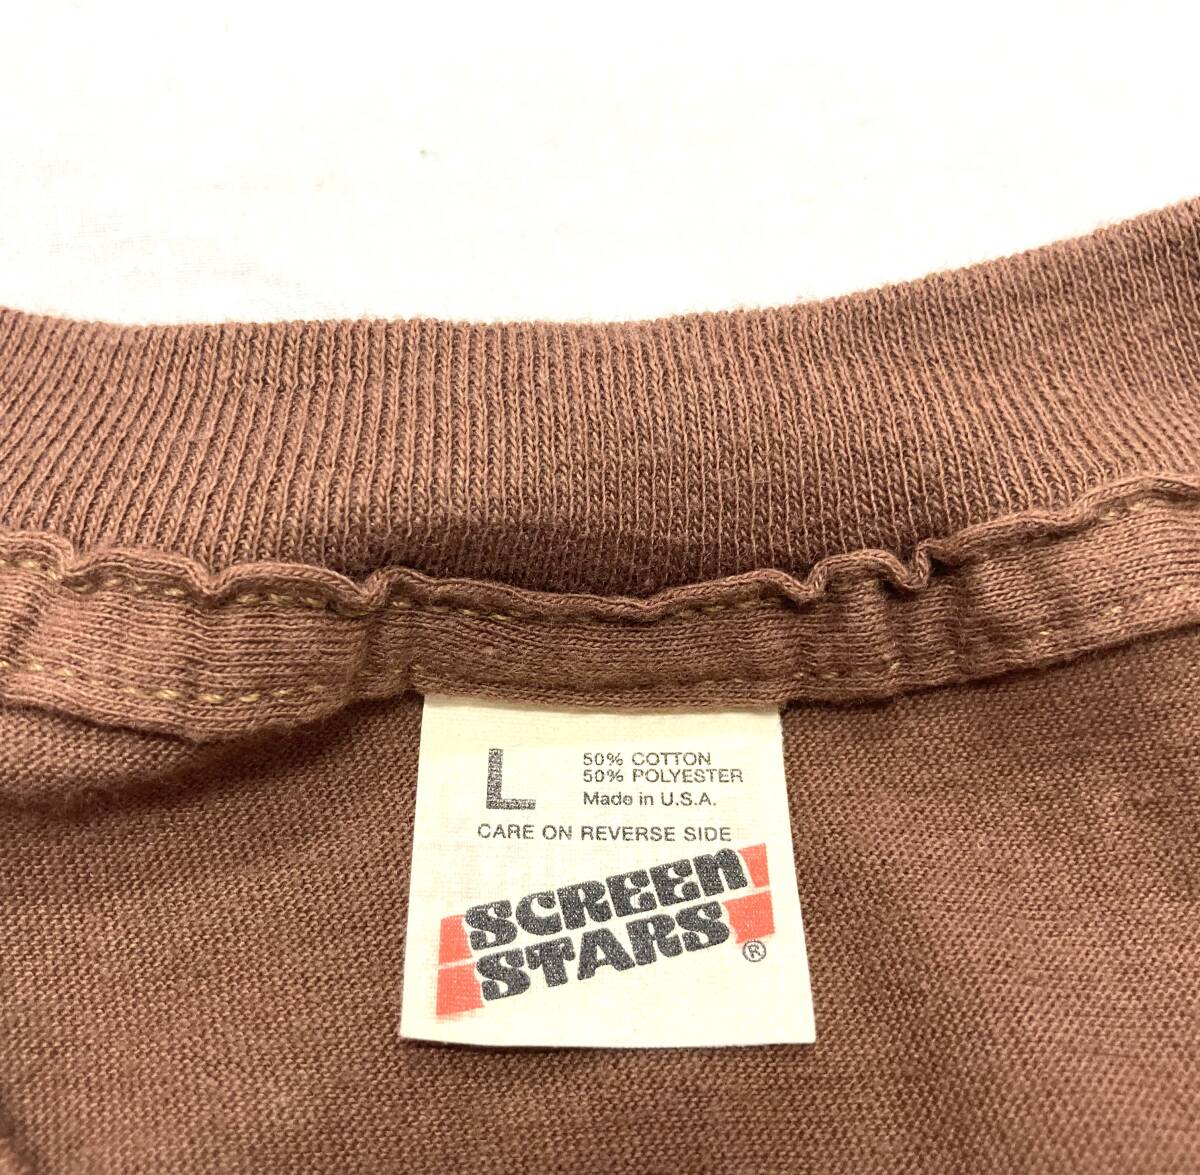 L
50% COTTON
50% POLYESTER
Made in U.S.A.
CARE ON REVERSE SIDE
SCREEN
STARS®